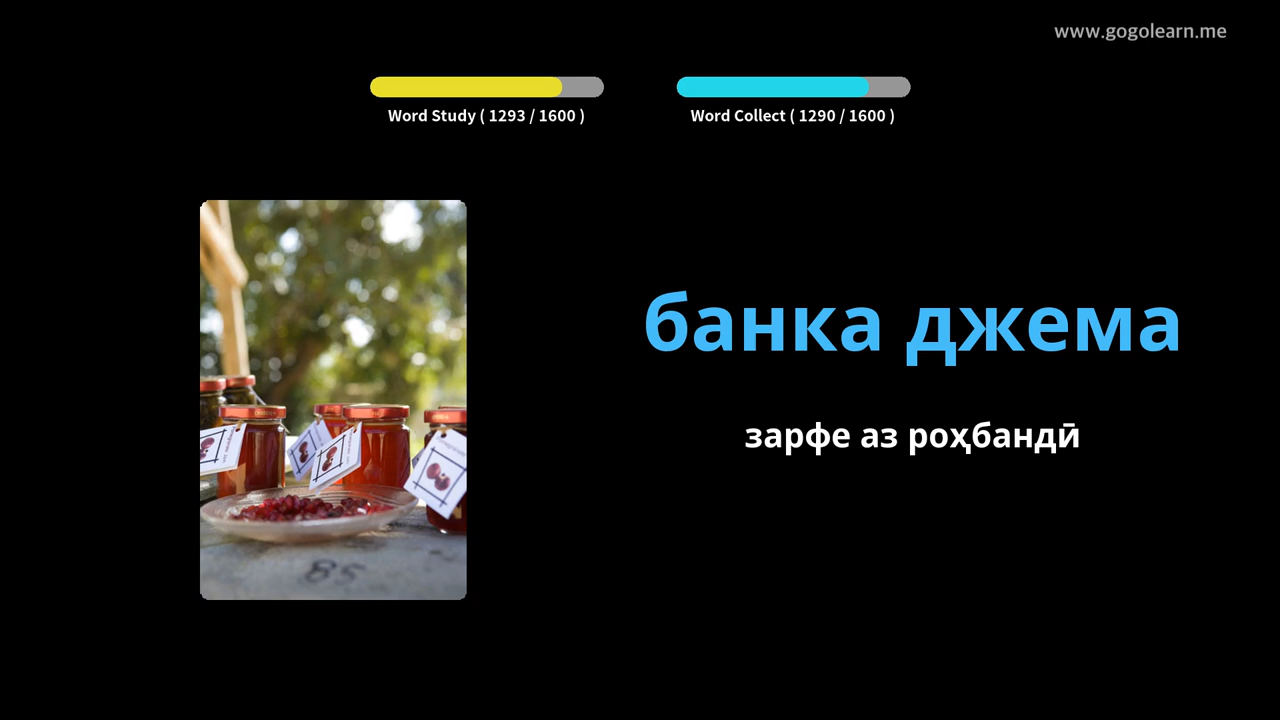 www.gogolearn.me
Word Study ( 1293 / 1600 )
Word Collect ( 1290 / 1600 )
банка джема
зарфе аз роҳбандӣ
85